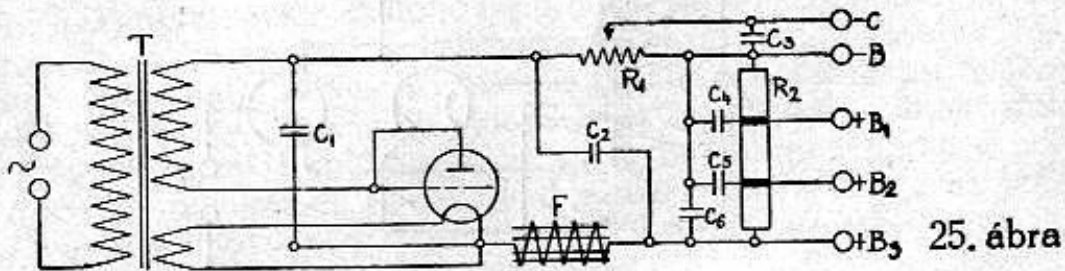 T
C
C₃
B
R₁
R₂
C₄
+B₁
C₁
C₂
~
C₅
+B₂
F
C₆
+B₃
25. ábra